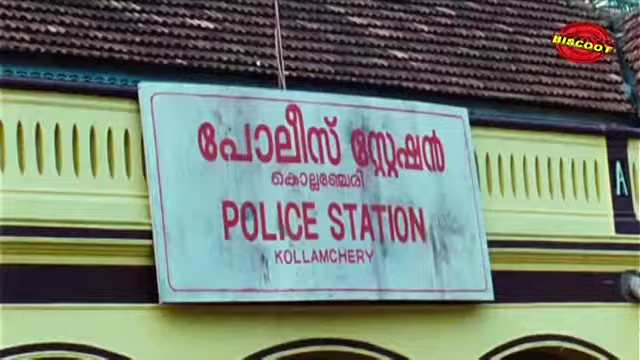 BISCOOT
പോലീസ് സ്റ്റേഷൻ
കൊല്ലഞ്ചേരി
POLICE STATION
KOLLAMCHERY
A